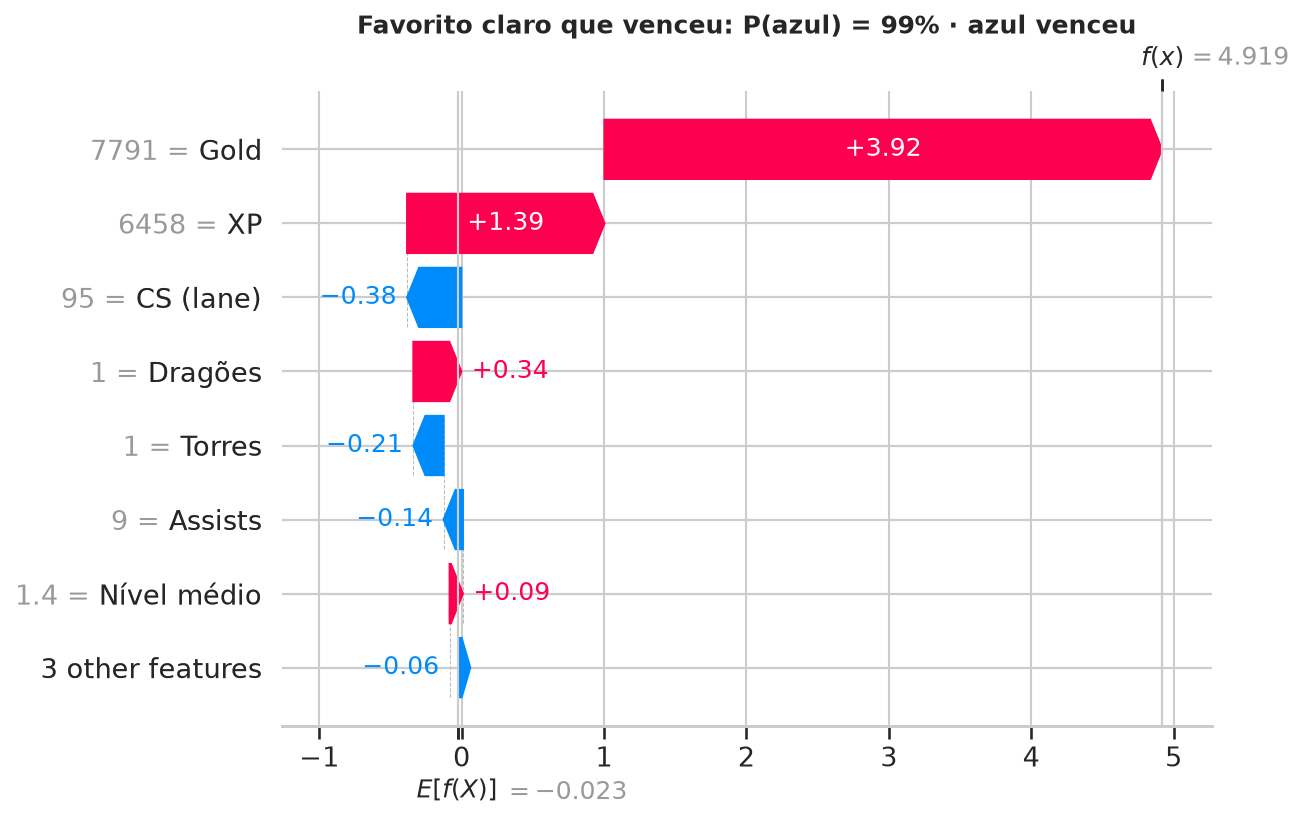 Favorito claro que venceu: P(azul) = 99% · azul venceu
f(x) = 4.919
7791 = Gold
+3.92
6458 = XP
+1.39
95 = CS (lane)
−0.38
1 = Dragões
+0.34
1 = Torres
−0.21
9 = Assists
−0.14
1.4 = Nível médio
+0.09
3 other features
−0.06
−1 0 1 2 3 4 5
E[f(X)] = −0.023